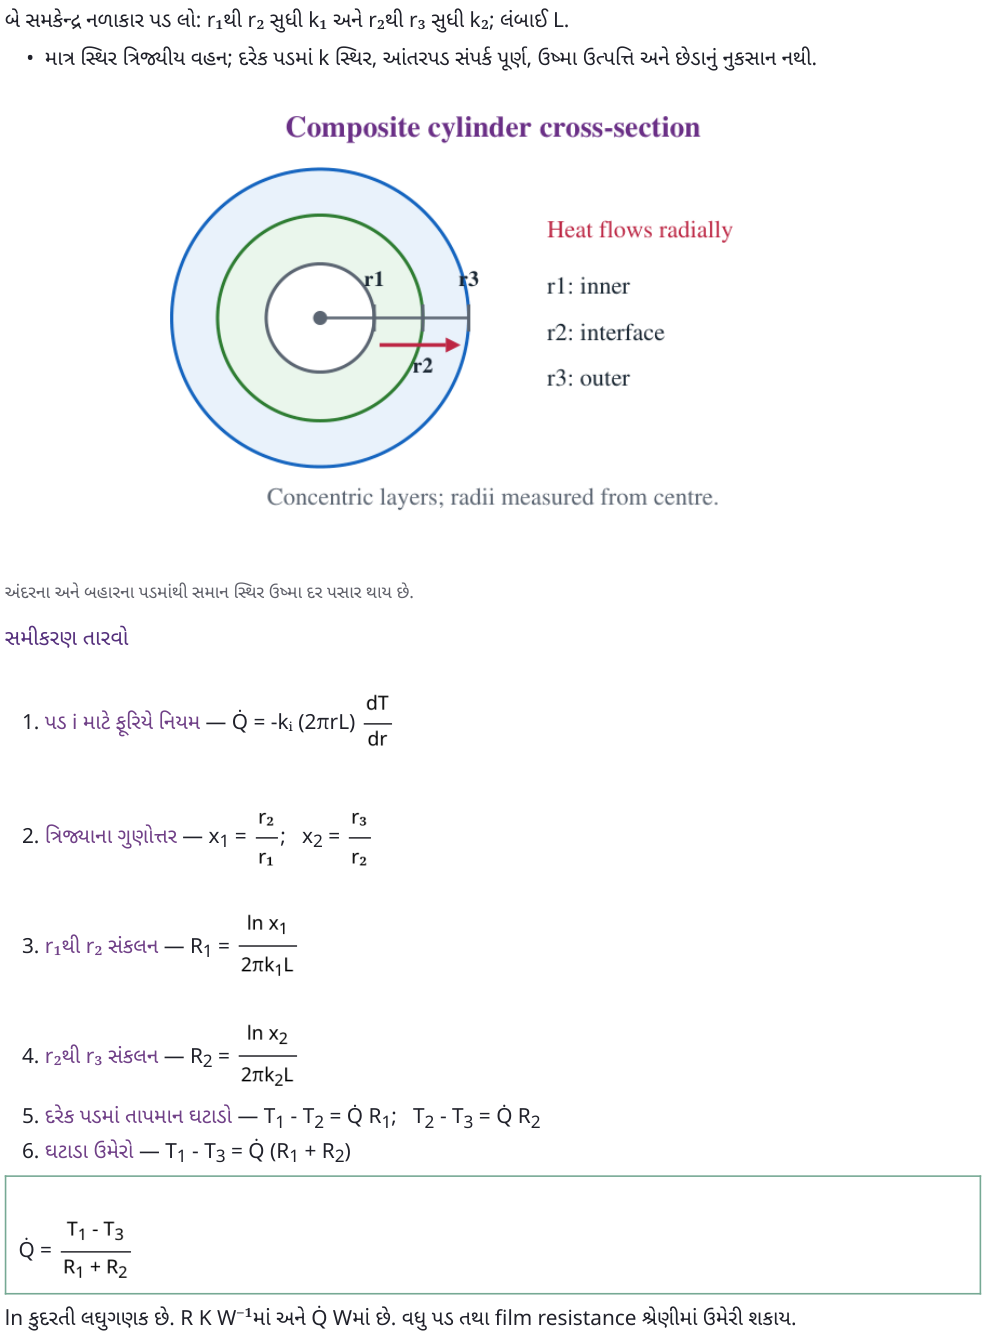 બે સમકેન્દ્ર નળાકાર પડ લો: r₁થી r₂ સુધી k₁ અને r₂થી r₃ સુધી k₂; લંબાઈ L.
• માત્ર સ્થિર ત્રિજ્યીય વહન; દરેક પડમાં k સ્થિર, આંતરપડ સંપર્ક પૂર્ણ, ઉષ્મા ઉત્પત્તિ અને છેડાનું નુકસાન નથી.
Composite cylinder cross-section
Heat flows radially
r1
r3
r1: inner
r2: interface
r2
r3: outer
Concentric layers; radii measured from centre.
અંદરના અને બહારના પડમાંથી સમાન સ્થિર ઉષ્મા દર પસાર થાય છે.
સમીકરણ તારવો
1. પડ i માટે ફૂરિયે નિયમ — Q̇ = -kᵢ (2πrL) dT/dr
2. ત્રિજ્યાના ગુણોત્તર — x₁ = r₂/r₁; x₂ = r₃/r₂
3. r₁થી r₂ સંકલન — R₁ = ln x₁/2πk₁L
4. r₂થી r₃ સંકલન — R₂ = ln x₂/2πk₂L
5. દરેક પડમાં તાપમાન ઘટાડો — T₁ - T₂ = Q̇ R₁; T₂ - T₃ = Q̇ R₂
6. ઘટાડા ઉમેરો — T₁ - T₃ = Q̇ (R₁ + R₂)
Q̇ = T₁ - T₃/R₁ + R₂
ln કુદરતી લઘુગણક છે. R K W⁻¹માં અને Q̇ Wમાં છે. વધુ પડ તથા film resistance શ્રેણીમાં ઉમેરી શકાય.